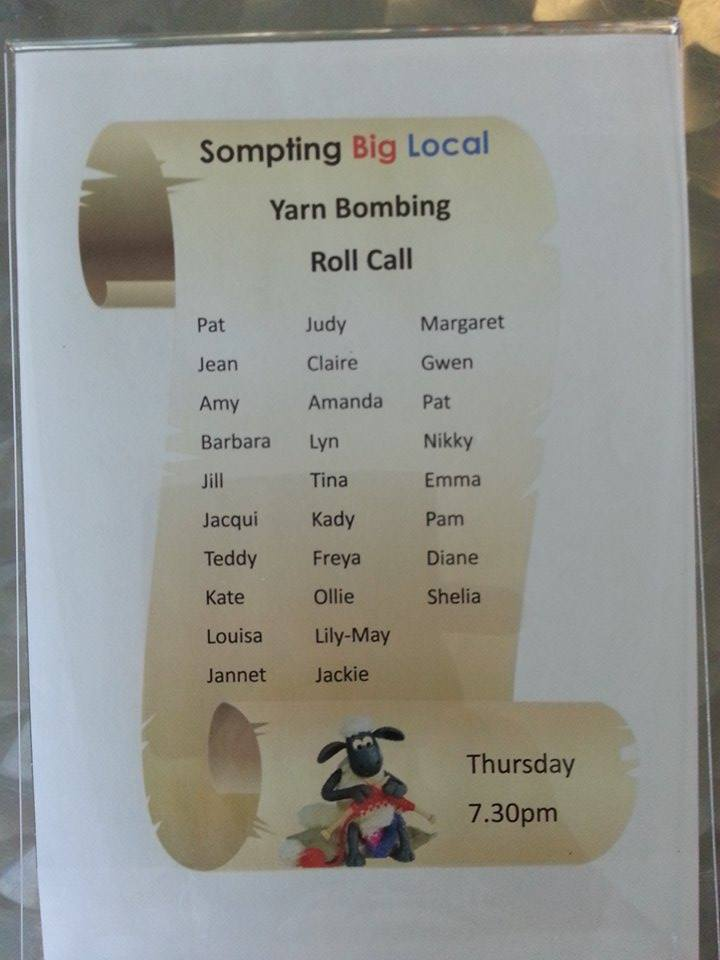 Sompting Big Local
Yarn Bombing
Roll Call
Pat Judy Margaret
Jean Claire Gwen
Amy Amanda Pat
Barbara Lyn Nikky
Jill Tina Emma
Jacqui Kady Pam
Teddy Freya Diane
Kate Ollie Shelia
Louisa Lily-May
Jannet Jackie
Thursday
7.30pm